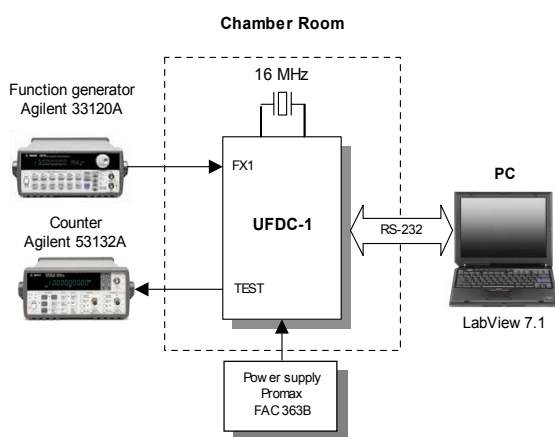 Chamber Room
16 MHz
Function generator
Agilent 33120A
FX1
PC
Counter
Agilent 53132A
UFDC-1
RS-232
TEST
LabView 7.1
Power supply
Promax
FAC 363B